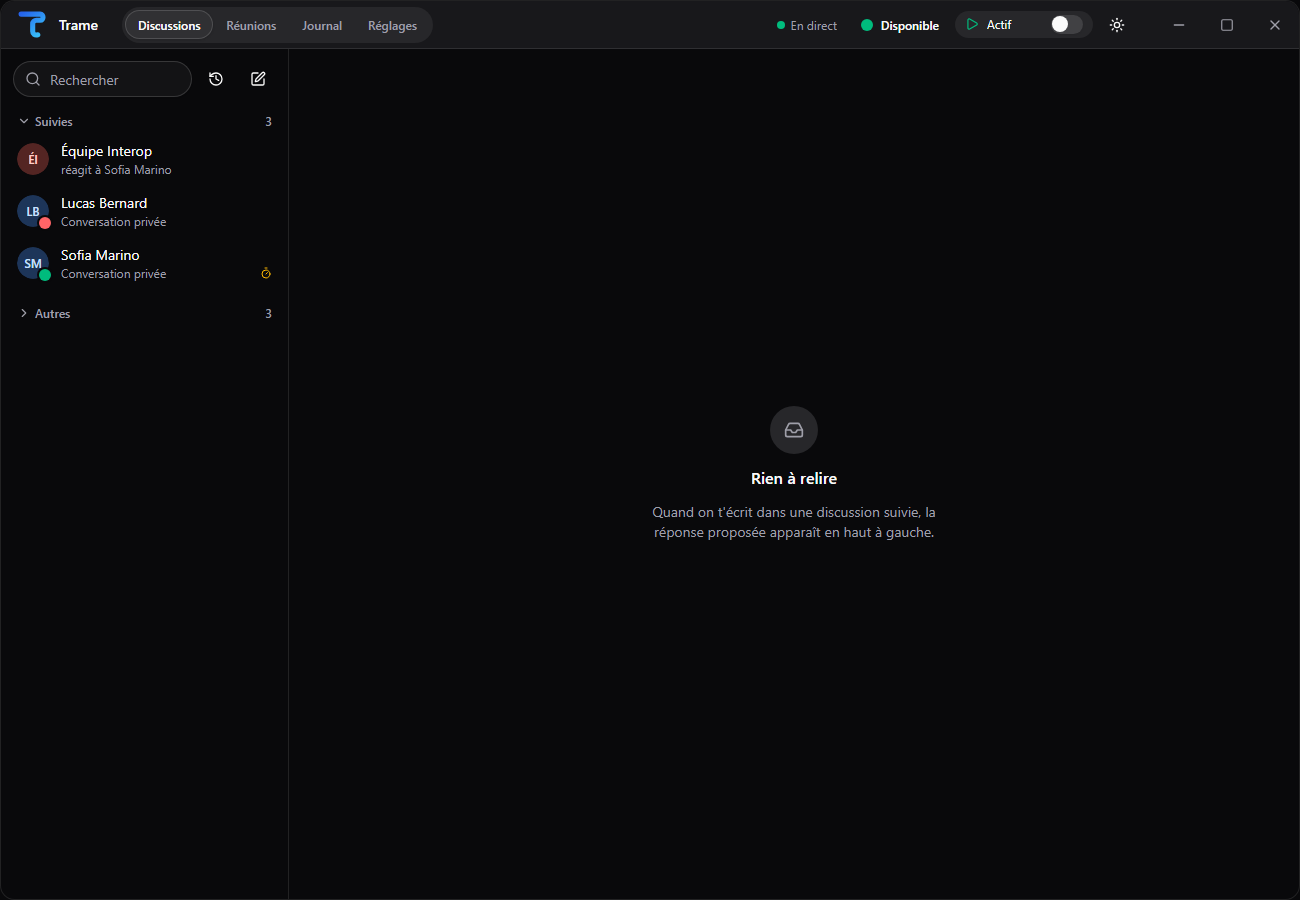 Trame
Discussions
Réunions
Journal
Réglages
En direct
Disponible
Actif
Rechercher
Suivies
3
ÉI
Équipe Interop
réagit à Sofia Marino
LB
Lucas Bernard
Conversation privée
SM
Sofia Marino
Conversation privée
Autres
3
Rien à relire
Quand on t'écrit dans une discussion suivie, la
réponse proposée apparaît en haut à gauche.